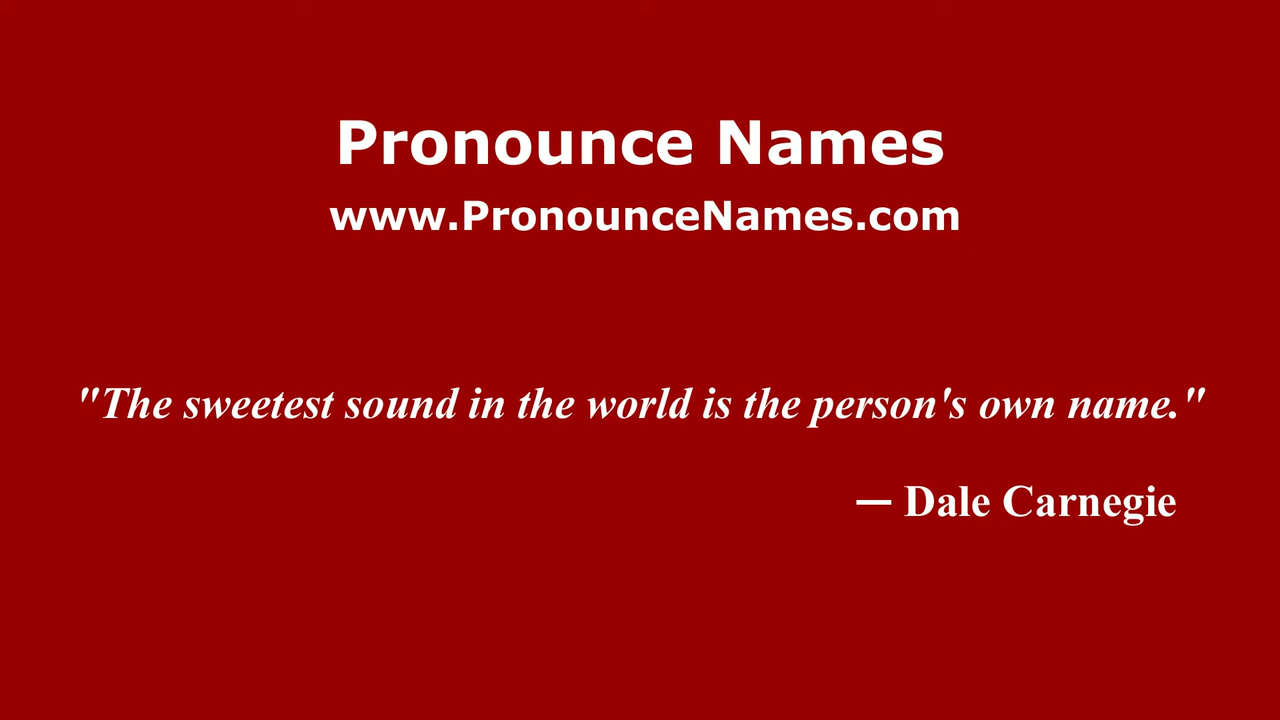 Pronounce Names
www.PronounceNames.com
"The sweetest sound in the world is the person's own name."
— Dale Carnegie